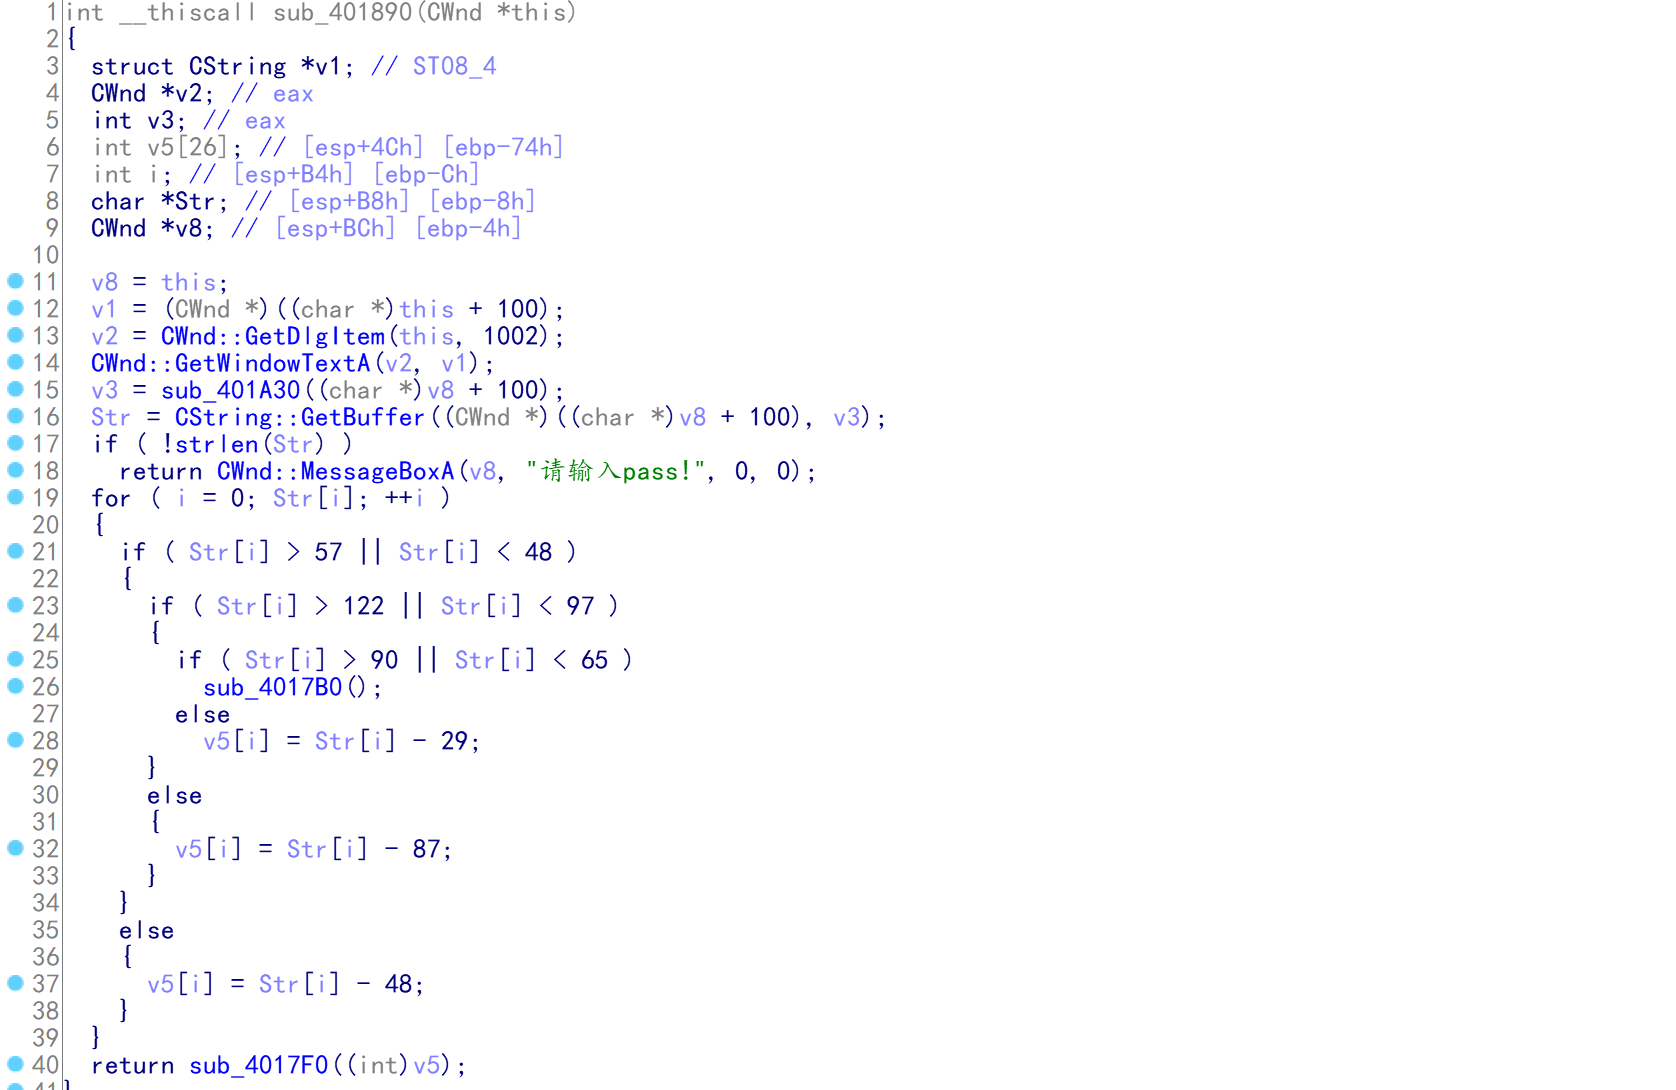 1 int __thiscall sub_401890(CWnd *this)
2 {
3 struct CString *v1; // ST08_4
4 CWnd *v2; // eax
5 int v3; // eax
6 int v5[26]; // [esp+4Ch] [ebp-74h]
7 int i; // [esp+B4h] [ebp-Ch]
8 char *Str; // [esp+B8h] [ebp-8h]
9 CWnd *v8; // [esp+BCh] [ebp-4h]
10
11 v8 = this;
12 v1 = (CWnd *)((char *)this + 100);
13 v2 = CWnd::GetDlgItem(this, 1002);
14 CWnd::GetWindowTextA(v2, v1);
15 v3 = sub_401A30((char *)v8 + 100);
16 Str = CString::GetBuffer((CWnd *)((char *)v8 + 100), v3);
17 if ( !strlen(Str) )
18 return CWnd::MessageBoxA(v8, "请输入pass!", 0, 0);
19 for ( i = 0; Str[i]; ++i )
20 {
21 if ( Str[i] > 57 || Str[i] < 48 )
22 {
23 if ( Str[i] > 122 || Str[i] < 97 )
24 {
25 if ( Str[i] > 90 || Str[i] < 65 )
26 sub_4017B0();
27 else
28 v5[i] = Str[i] - 29;
29 }
30 else
31 {
32 v5[i] = Str[i] - 87;
33 }
34 }
35 else
36 {
37 v5[i] = Str[i] - 48;
38 }
39 }
40 return sub_4017F0((int)v5);
41 }